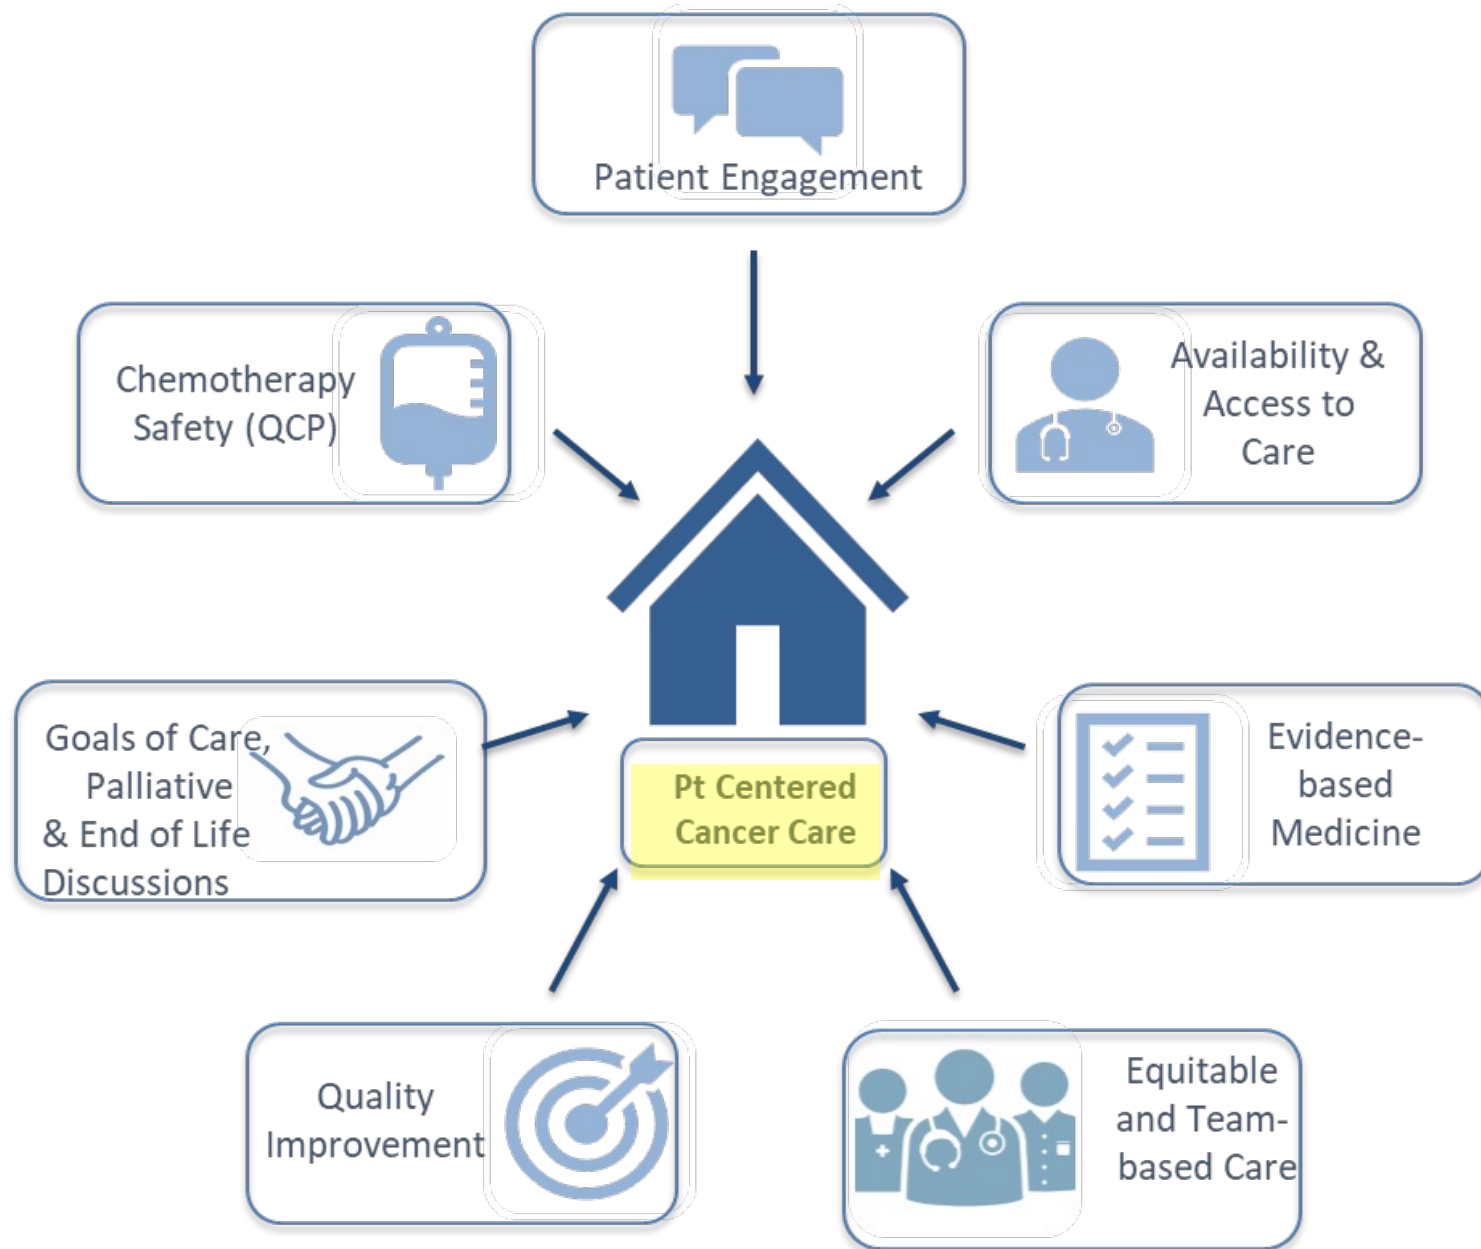 Patient Engagement
Chemotherapy
Safety (QCP)
Availability &
Access to
Care
Goals of Care,
Palliative
& End of Life
Discussions
Pt Centered
Cancer Care
Evidence-
based
Medicine
Quality
Improvement
Equitable
and Team-
based Care